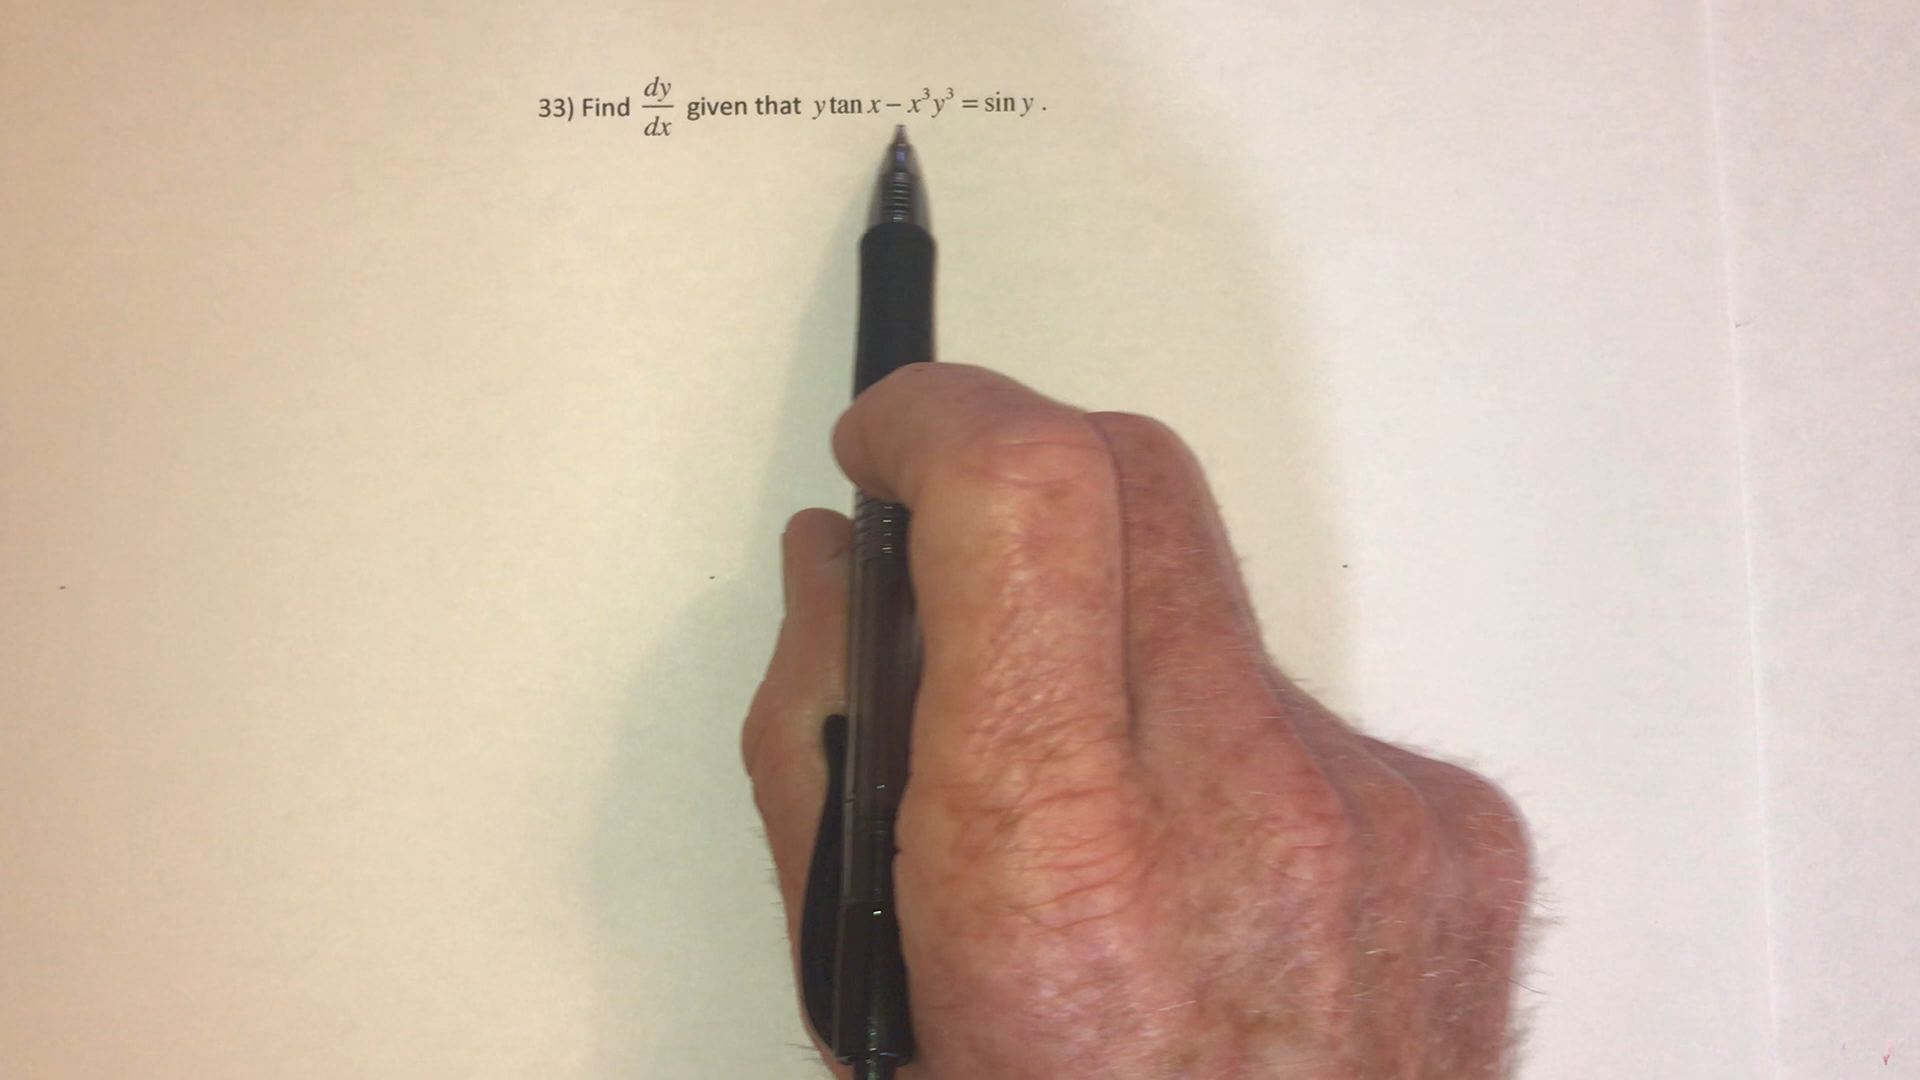 33) Find dy/dx given that y tan x − x³y³ = sin y .